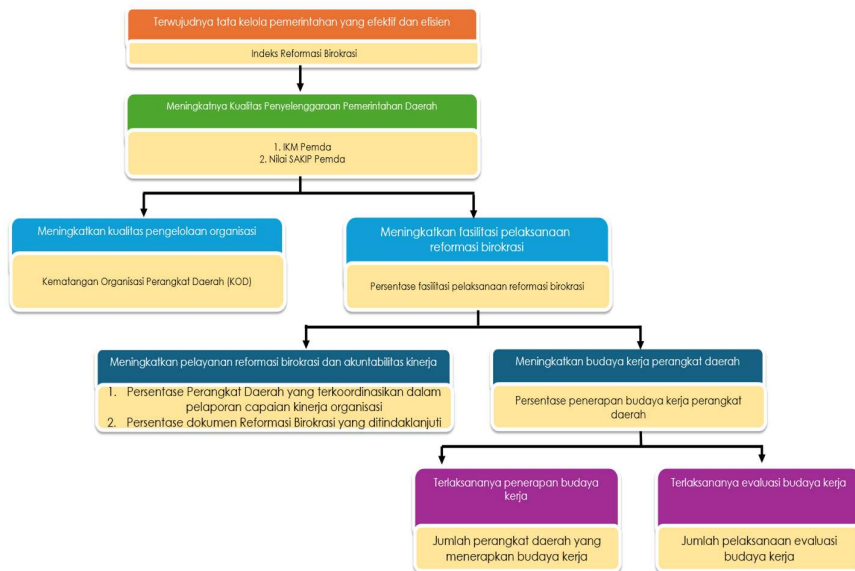 Terwujudnya tata kelola pemerintahan yang efektif dan efisien
Indeks Reformasi Birokrasi
Meningkatnya Kualitas Penyelenggaraan Pemerintahan Daerah
1. IKM Pemda
2. Nilai SAKIP Pemda
Meningkatkan kualitas pengelolaan organisasi
Kematangan Organisasi Perangkat Daerah (KOD)
Meningkatkan fasilitasi pelaksanaan
reformasi birokrasi
Persentase fasilitasi pelaksanaan reformasi birokrasi
Meningkatkan pelayanan reformasi birokrasi dan akuntabilitas kinerja
1. Persentase Perangkat Daerah yang terkoordinasikan dalam
pelaporan capaian kinerja organisasi
2. Persentase dokumen Reformasi Birokrasi yang ditindaklanjuti
Meningkatkan budaya kerja perangkat daerah
Persentase penerapan budaya kerja perangkat
daerah
Terlaksananya penerapan budaya
kerja
Jumlah perangkat daerah yang
menerapkan budaya kerja
Terlaksananya evaluasi budaya kerja
Jumlah pelaksanaan evaluasi
budaya kerja